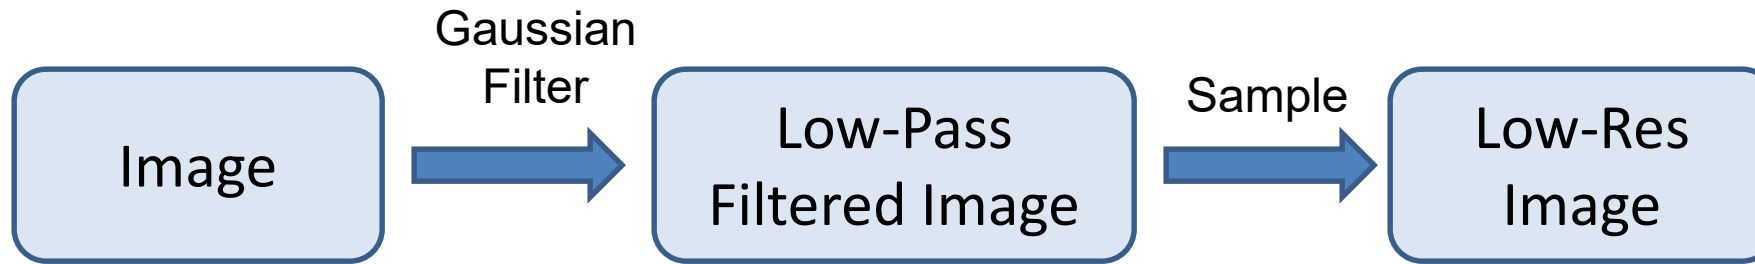 Image
Gaussian
Filter
Low-Pass
Filtered Image
Sample
Low-Res
Image